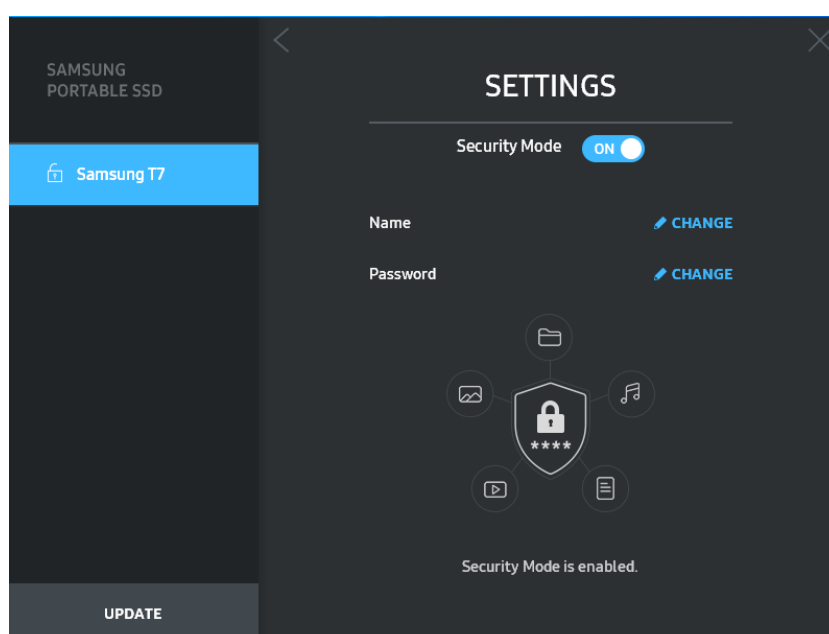 SAMSUNG
PORTABLE SSD
Samsung T7
UPDATE
SETTINGS
Security Mode ON
Name CHANGE
Password CHANGE
****
Security Mode is enabled.